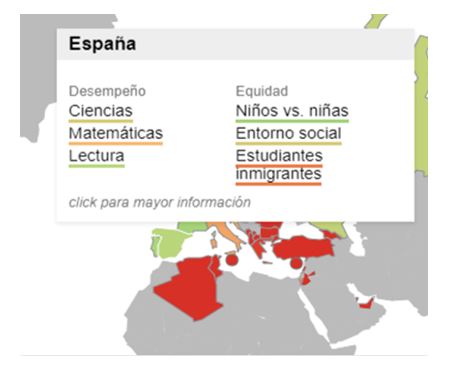 España
Desempeño
Ciencias
Matemáticas
Lectura
Equidad
Niños vs. niñas
Entorno social
Estudiantes
inmigrantes
click para mayor información